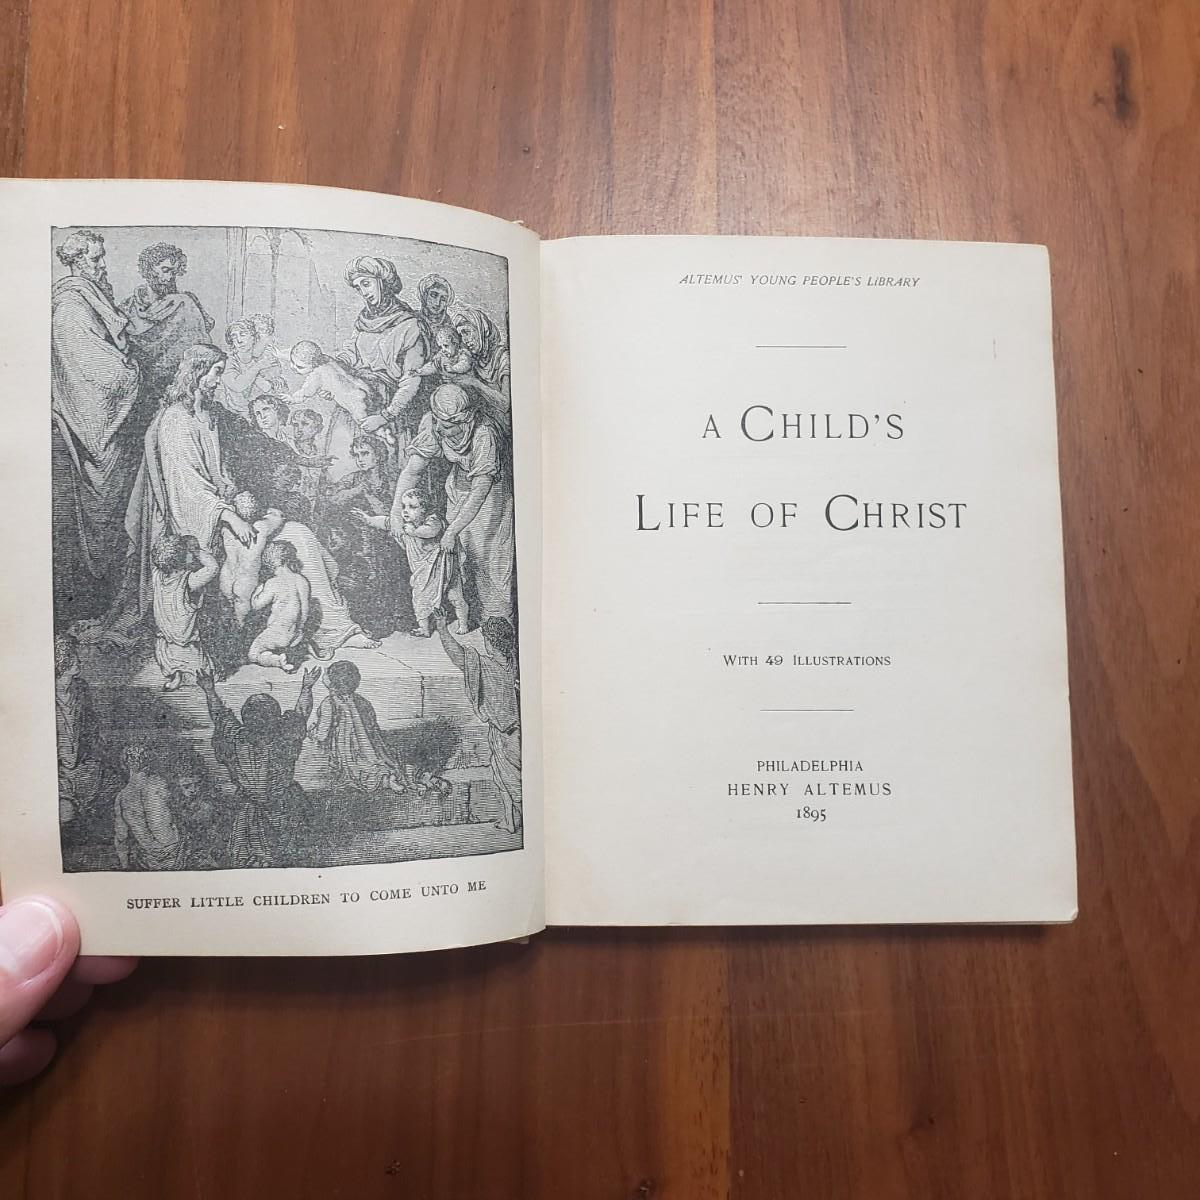 SUFFER LITTLE CHILDREN TO COME UNTO ME
ALTEMUS' YOUNG PEOPLE'S LIBRARY
A CHILD'S
LIFE OF CHRIST
WITH 49 ILLUSTRATIONS
PHILADELPHIA
HENRY ALTEMUS
1895